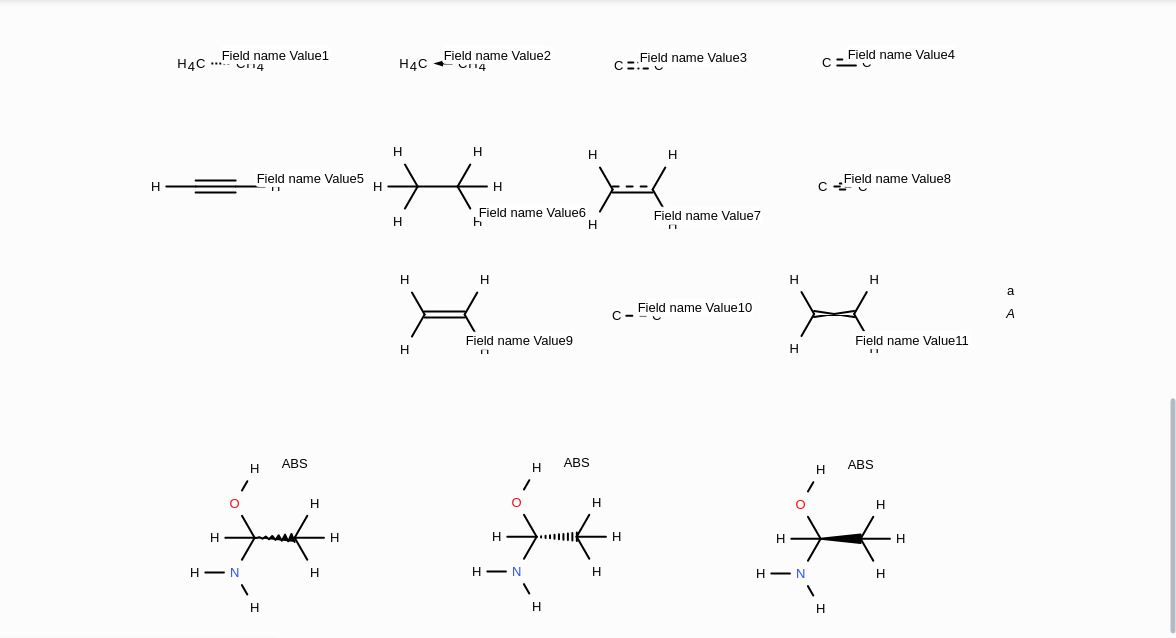 H4C CH4 Field name Value1
H4C CH4 Field name Value2
C C Field name Value3
C C Field name Value4
H H Field name Value5
H H
H H
H H Field name Value6
H H
H H Field name Value7
C C Field name Value8
H H
H H Field name Value9
C C Field name Value10
H H
H H Field name Value11
a
A
H ABS
O H
H H
H N H
H
H ABS
O H
H H
H N H
H
H ABS
O H
H H
H N H
H